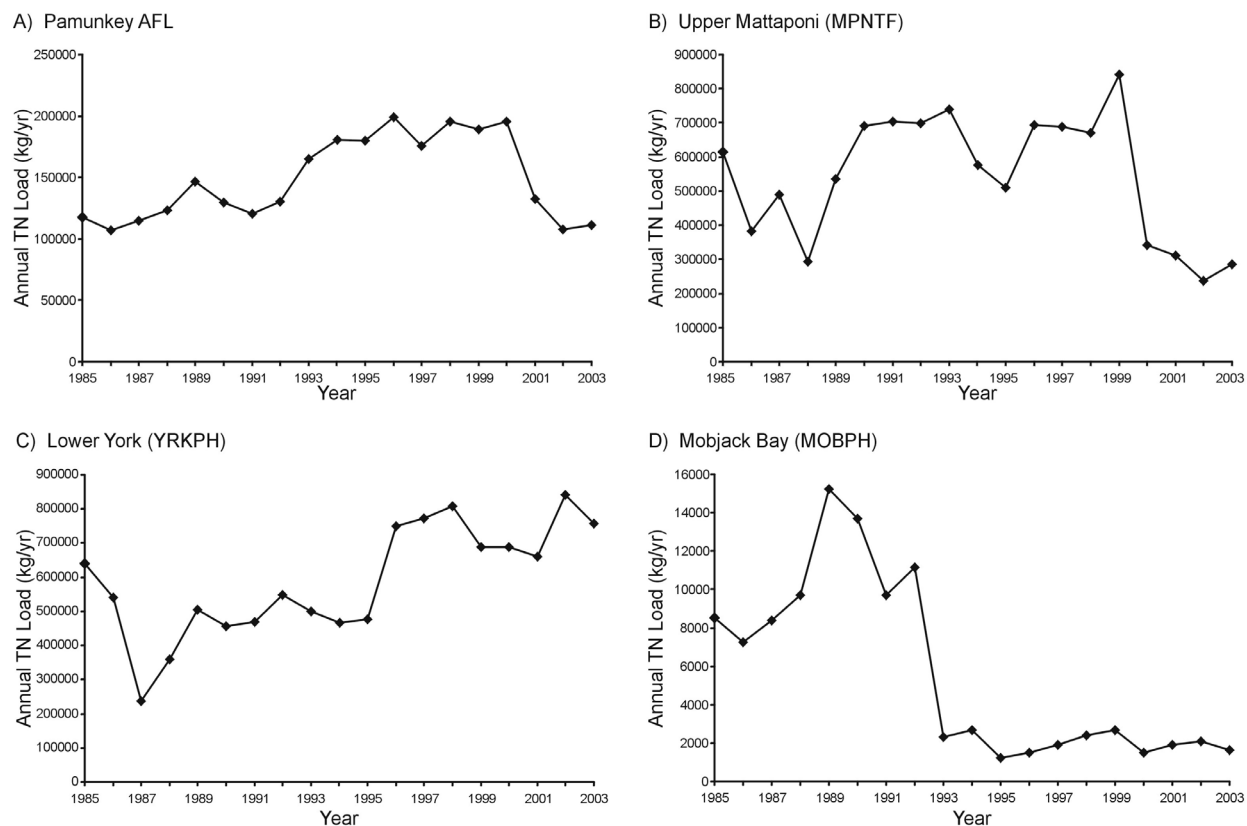 A) Pamunkey AFL
250000
200000
150000
100000
50000
0
Annual TN Load (kg/yr)
1985 1987 1989 1991 1993 1995 1997 1999 2001 2003
Year
B) Upper Mattaponi (MPNTF)
900000
800000
700000
600000
500000
400000
300000
200000
100000
0
Annual TN Load (kg/yr)
1985 1987 1989 1991 1993 1995 1997 1999 2001 2003
Year
C) Lower York (YRKPH)
900000
800000
700000
600000
500000
400000
300000
200000
100000
0
Annual TN Load (kg/yr)
1985 1987 1989 1991 1993 1995 1997 1999 2001 2003
Year
D) Mobjack Bay (MOBPH)
16000
14000
12000
10000
8000
6000
4000
2000
0
Annual TN Load (kg/yr)
1985 1987 1989 1991 1993 1995 1997 1999 2001 2003
Year